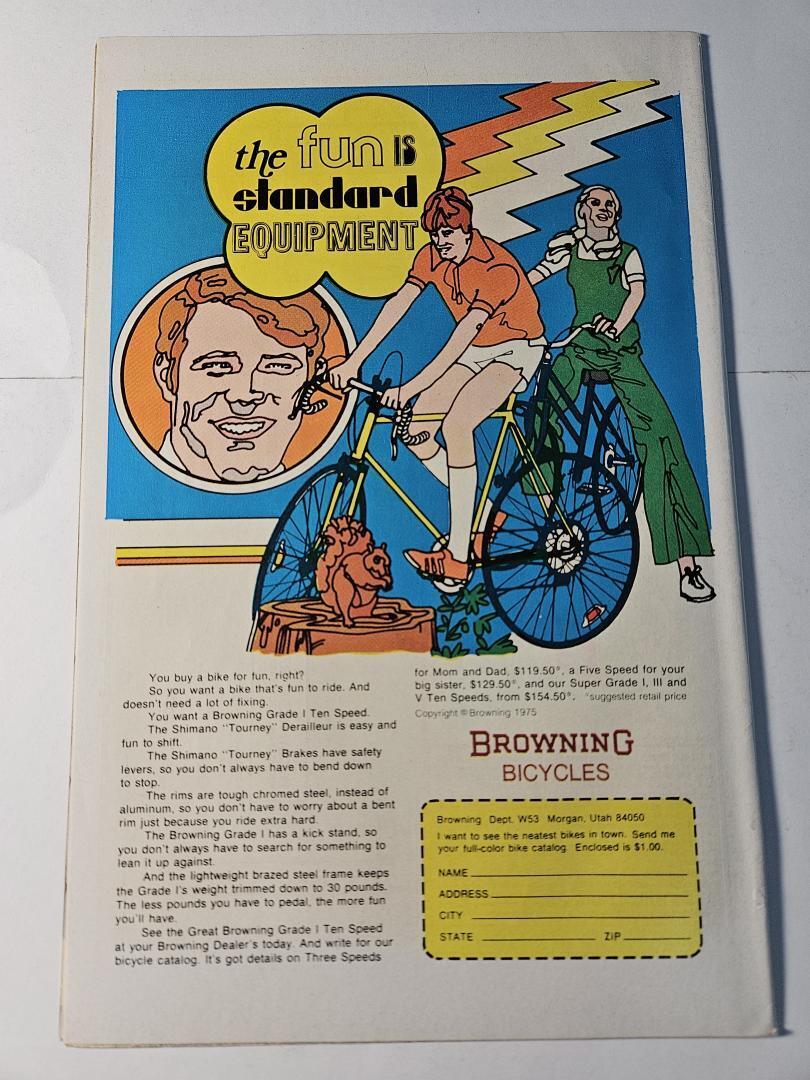 the fun IS
standard
EQUIPMENT
You buy a bike for fun, right?
So you want a bike that's fun to ride. And
doesn't need a lot of fixing.
You want a Browning Grade I Ten Speed.
The Shimano "Tourney" Derailleur is easy and
fun to shift.
The Shimano "Tourney" Brakes have safety
levers, so you don't always have to bend down
to stop.
The rims are tough chromed steel, instead of
aluminum, so you don't have to worry about a bent
rim just because you ride extra hard.
The Browning Grade I has a kick stand, so
you don't always have to search for something to
lean it up against.
And the lightweight brazed steel frame keeps
the Grade I's weight trimmed down to 30 pounds.
The less pounds you have to pedal, the more fun
you'll have.
See the Great Browning Grade I Ten Speed
at your Browning Dealer's today. And write for our
bicycle catalog. It's got details on Three Speeds
for Mom and Dad, $119.50*, a Five Speed for your
big sister, $129.50*, and our Super Grade I, III and
V Ten Speeds, from $154.50*. *suggested retail price
Copyright © Browning 1975
BROWNING
BICYCLES
Browning Dept. W53 Morgan, Utah 84050
I want to see the neatest bikes in town. Send me
your full-color bike catalog. Enclosed is $1.00.
NAME
ADDRESS
CITY
STATE ZIP